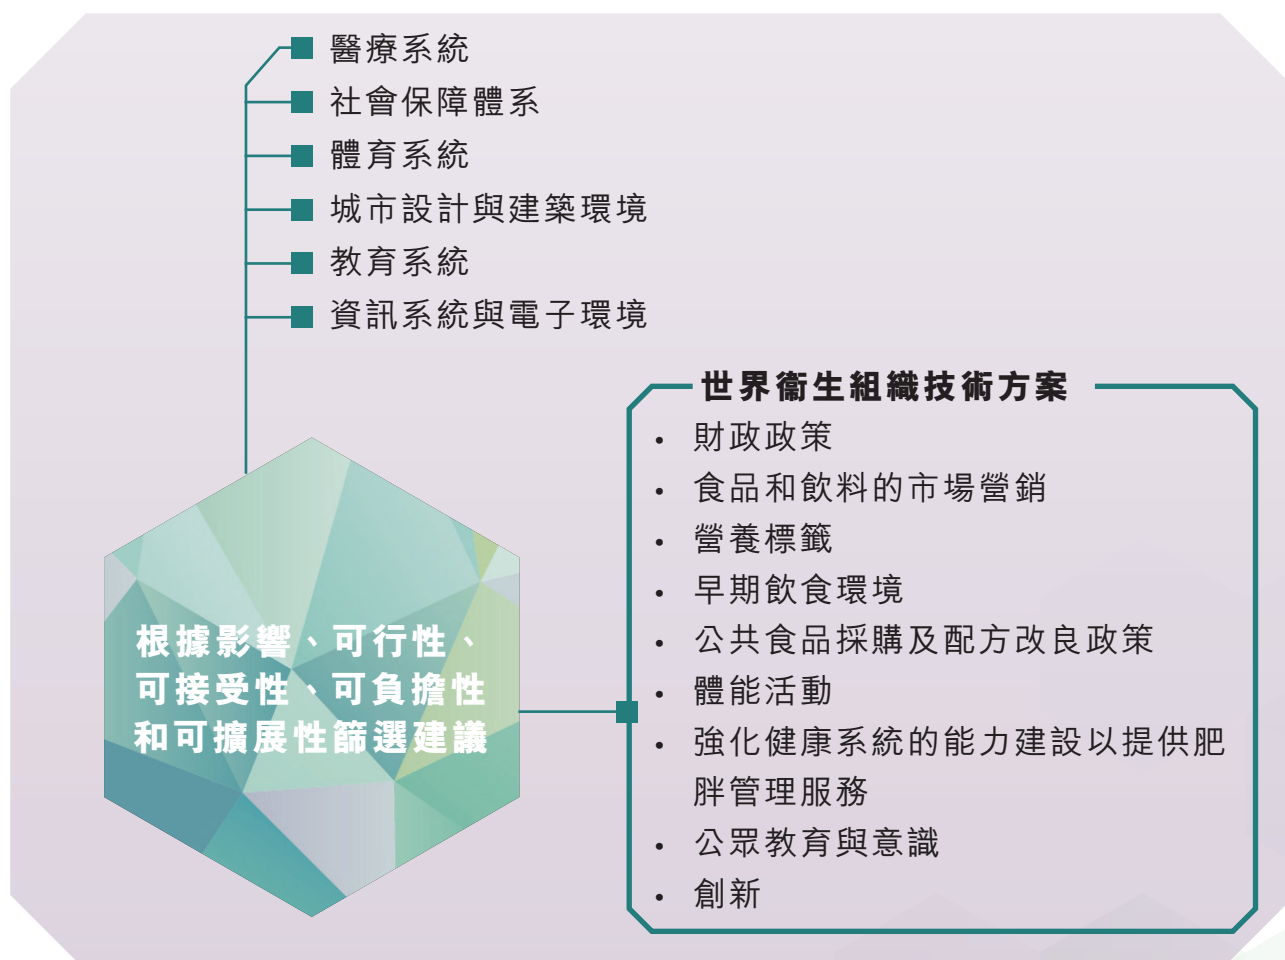 醫療系統
社會保障體系
體育系統
城市設計與建築環境
教育系統
資訊系統與電子環境
世界衞生組織技術方案
• 財政政策
• 食品和飲料的市場營銷
• 營養標籤
• 早期飲食環境
• 公共食品採購及配方改良政策
• 體能活動
• 強化健康系統的能力建設以提供肥
胖管理服務
• 公眾教育與意識
• 創新
根據影響、可行性、
可接受性、可負擔性
和可擴展性篩選建議